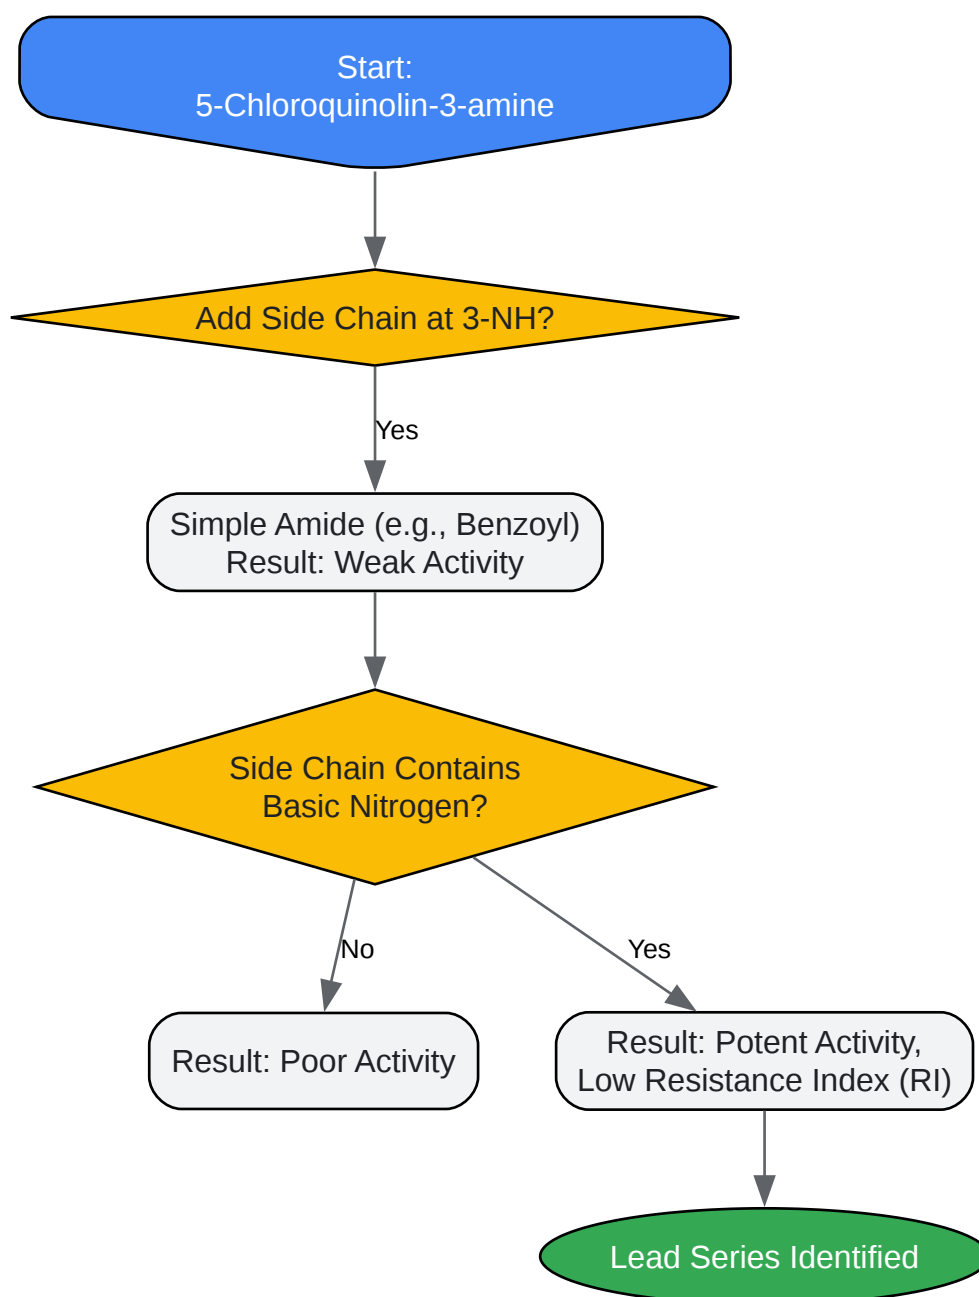 Start:
5-Chloroquinolin-3-amine
Add Side Chain at 3-NH?
Yes
Simple Amide (e.g., Benzoyl)
Result: Weak Activity
Side Chain Contains
Basic Nitrogen?
No
Yes
Result: Poor Activity
Result: Potent Activity,
Low Resistance Index (RI)
Lead Series Identified